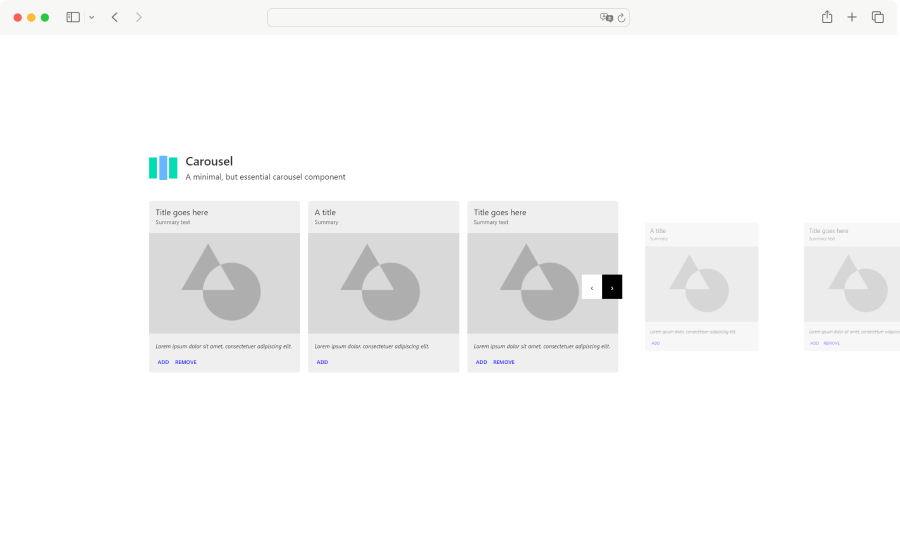 Carousel
A minimal, but essential carousel component
Title goes here
Summary text
Lorem ipsum dolor sit amet, consectetuer adipiscing elit.
ADD REMOVE
A title
Summary
Lorem ipsum dolor, consectetuer adipiscing elit.
ADD
Title goes here
Summary text
Lorem ipsum dolor sit amet, consectetuer adipiscing elit.
ADD REMOVE
‹ ›
A title
Summary
Lorem ipsum dolor, consectetuer adipiscing elit.
ADD
Title goes here
Summary text
Lorem ipsum dolor sit amet, consectetuer adipiscing
ADD REMOVE